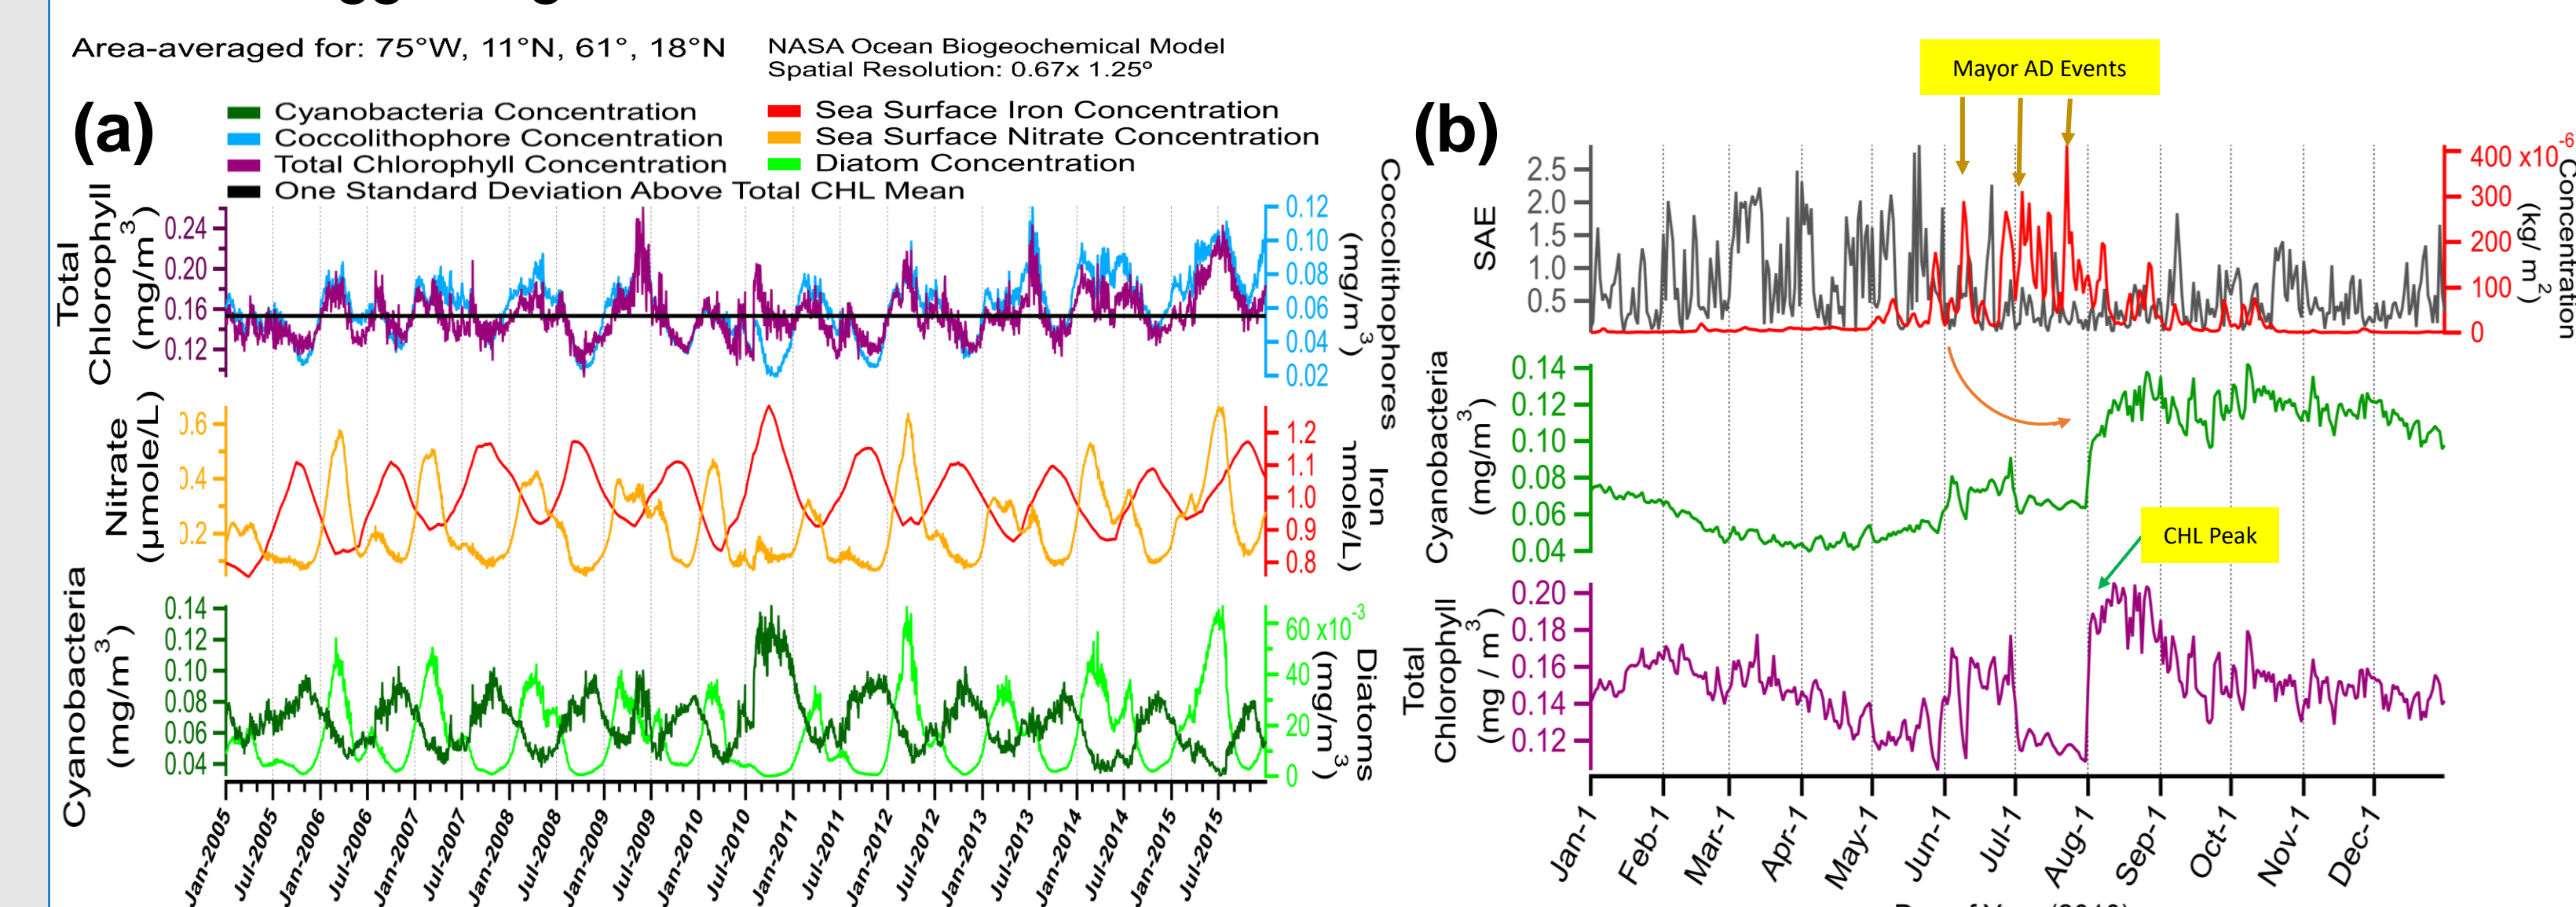 Area-averaged for: 75°W, 11°N, 61°, 18°N
NASA Ocean Biogeochemical Model
Spatial Resolution: 0.67x 1.25º
(a)
Cyanobacteria Concentration
Coccolithophore Concentration
Total Chlorophyll Concentration
One Standard Deviation Above Total CHL Mean
Sea Surface Iron Concentration
Sea Surface Nitrate Concentration
Diatom Concentration
Total
Chlorophyll
(mg/m³)
0.24
0.20
0.16
0.12
0.12
0.10
0.08
0.06
0.04
0.02
Coccolithophores
(mg/m³)
Nitrate
(µmole/L)
0.6
0.4
0.2
1.2
1.1
1.0
0.9
0.8
Iron
Cyanobacteria
(mg/m³)
0.14
0.12
0.10
0.08
0.06
0.04
60 x10⁻³
40
20
0
Diatoms
(mg/m³)
Jan-2005
Jul-2005
Jan-2006
Jul-2006
Jan-2007
Jul-2007
Jan-2008
Jul-2008
Jan-2009
Jul-2009
Jan-2010
Jul-2010
Jan-2011
Jul-2011
Jan-2012
Jul-2012
Jan-2013
Jul-2013
Jan-2014
Jul-2014
Jan-2015
Jul-2015
(b)
Mayor AD Events
SAE
2.5
2.0
1.5
1.0
0.5
400 x10⁻⁶
300
200
100
0
Concentration
(kg/ m²)
Cyanobacteria
(mg/m³)
0.14
0.12
0.10
0.08
0.06
0.04
CHL Peak
Total
Chlorophyll
(mg / m³)
0.20
0.18
0.16
0.14
0.12
Jan-1
Feb-1
Mar-1
Apr-1
May-1
Jun-1
Jul-1
Aug-1
Sep-1
Oct-1
Nov-1
Dec-1